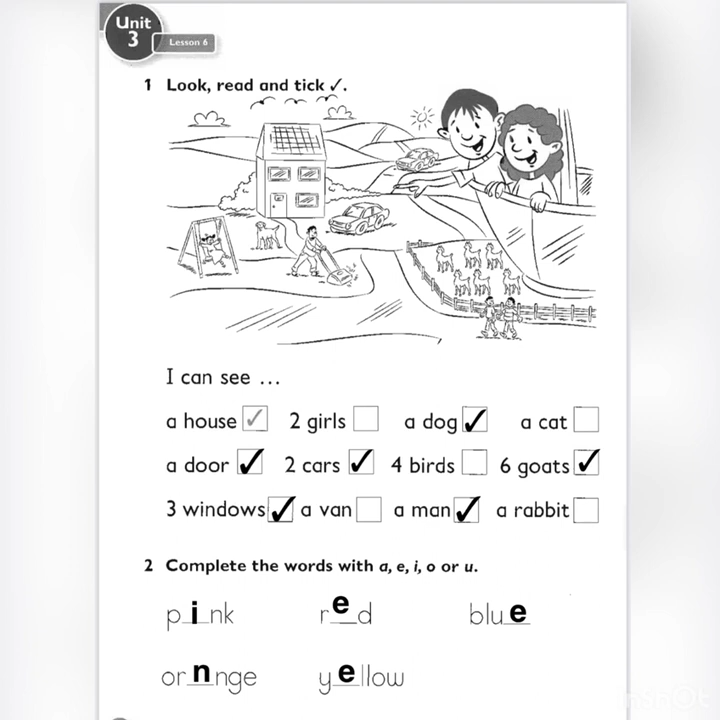 Unit
3
Lesson 6
1 Look, read and tick ✓.
I can see ...
a house ✓ 2 girls a dog ✓ a cat
a door ✓ 2 cars ✓ 4 birds 6 goats ✓
3 windows ✓ a van a man ✓ a rabbit
2 Complete the words with a, e, i, o or u.
pink red blue
ornnge yellow